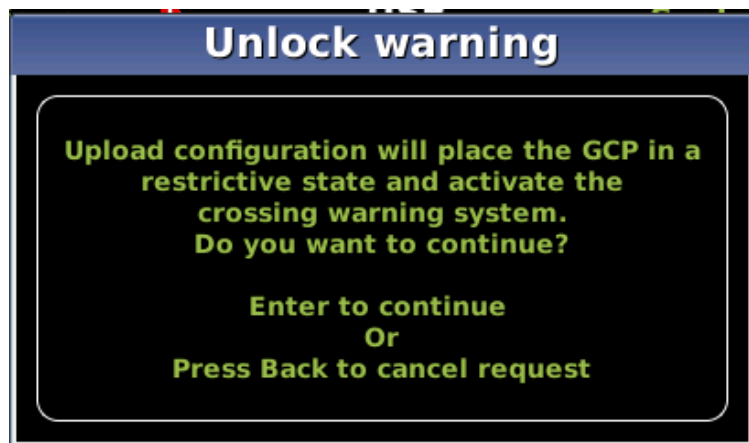 Unlock warning
Upload configuration will place the GCP in a
restrictive state and activate the
crossing warning system.
Do you want to continue?
Enter to continue
Or
Press Back to cancel request